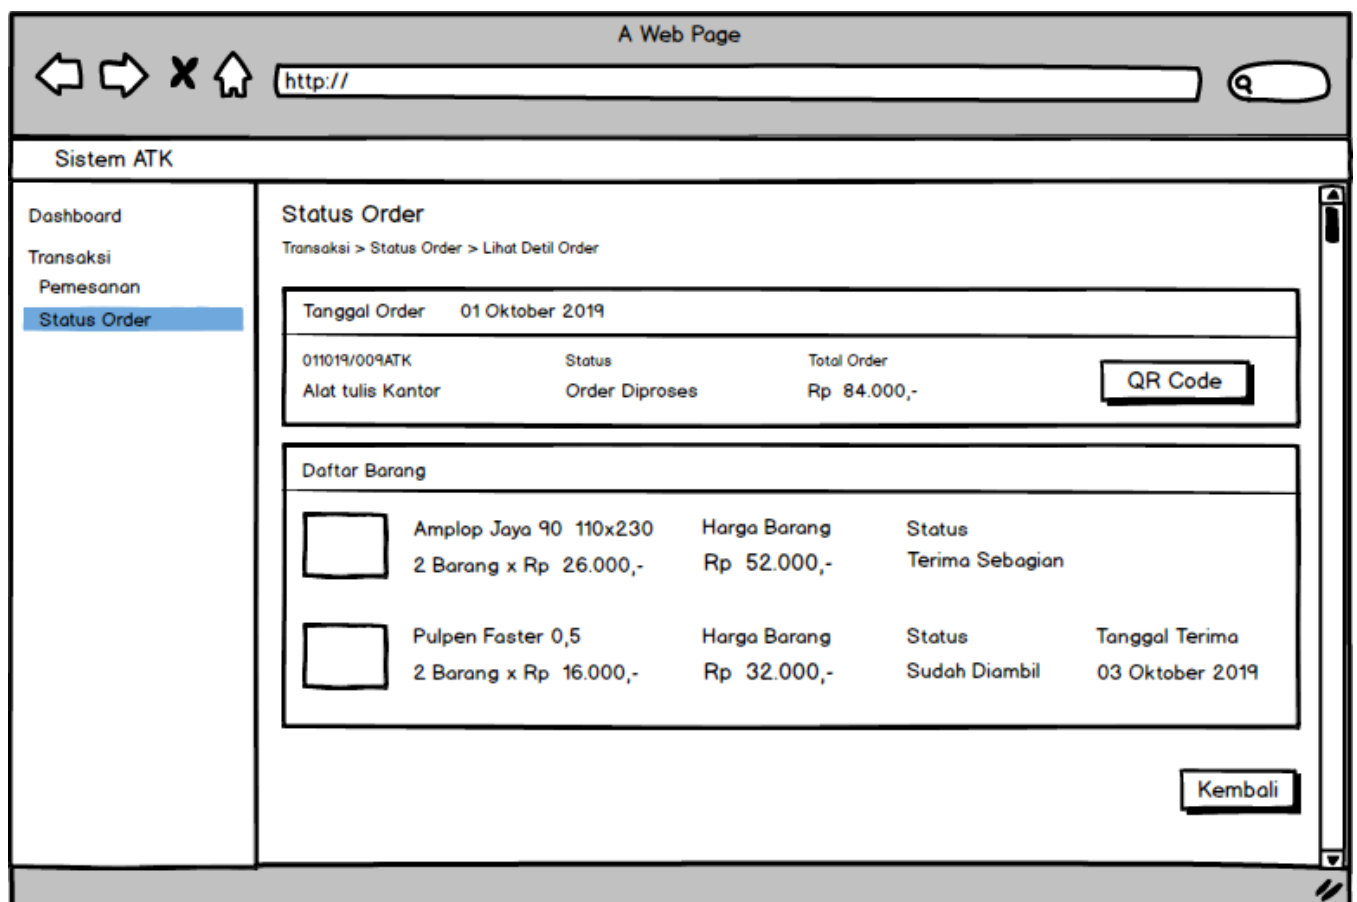 A Web Page
http://
Sistem ATK
Dashboard
Transaksi
Pemesanan
Status Order
Status Order
Transaksi > Status Order > Lihat Detil Order
Tanggal Order 01 Oktober 2019
011019/009ATK Status Total Order
Alat tulis Kantor Order Diproses Rp 84.000,-
QR Code
Daftar Barang
Amplop Jaya 90 110x230 Harga Barang Status
2 Barang x Rp 26.000,- Rp 52.000,- Terima Sebagian
Pulpen Faster 0,5 Harga Barang Status Tanggal Terima
2 Barang x Rp 16.000,- Rp 32.000,- Sudah Diambil 03 Oktober 2019
Kembali